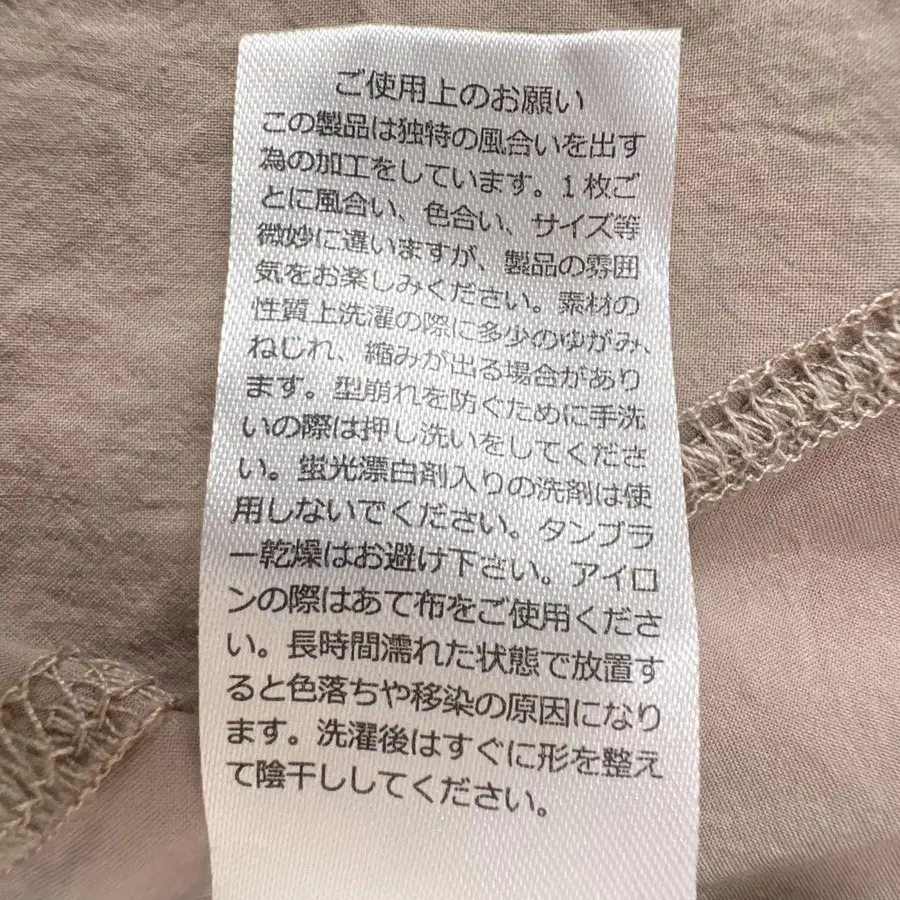 ご使用上のお願い
この製品は独特の風合いを出す
為の加工をしています。1枚ご
とに風合い、色合い、サイズ等
微妙に違いますが、製品の雰囲
気をお楽しみください。素材の
性質上洗濯の際に多少のゆがみ、
ねじれ、縮みが出る場合があり
ます。型崩れを防ぐために手洗
いの際は押し洗いをしてくださ
い。蛍光漂白剤入りの洗剤は使
用しないでください。タンブラ
ー乾燥はお避け下さい。アイロ
ンの際はあて布をご使用くださ
い。長時間濡れた状態で放置す
ると色落ちや移染の原因になり
ます。洗濯後はすぐに形を整え
て陰干ししてください。